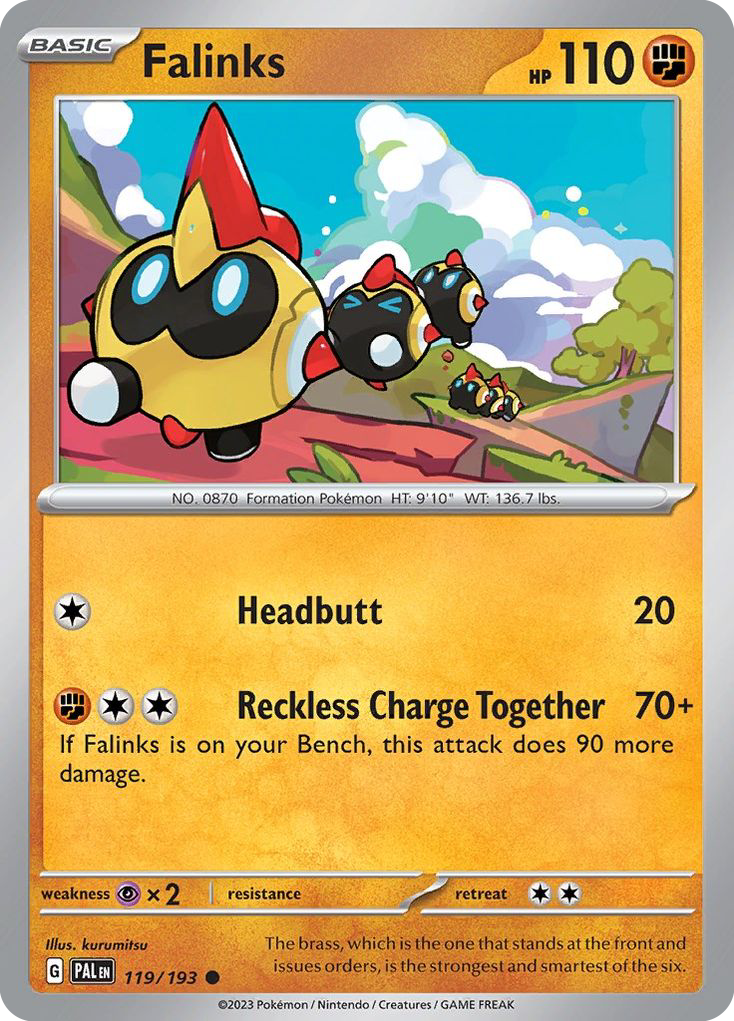 BASIC Falinks HP 110
NO. 0870 Formation Pokémon HT: 9'10" WT: 136.7 lbs.
Headbutt 20
Reckless Charge Together 70+
If Falinks is on your Bench, this attack does 90 more
damage.
weakness ×2 resistance retreat
Illus. kurumitsu
The brass, which is the one that stands at the front and
issues orders, is the strongest and smartest of the six.
G PAL EN 119/193
©2023 Pokémon / Nintendo / Creatures / GAME FREAK